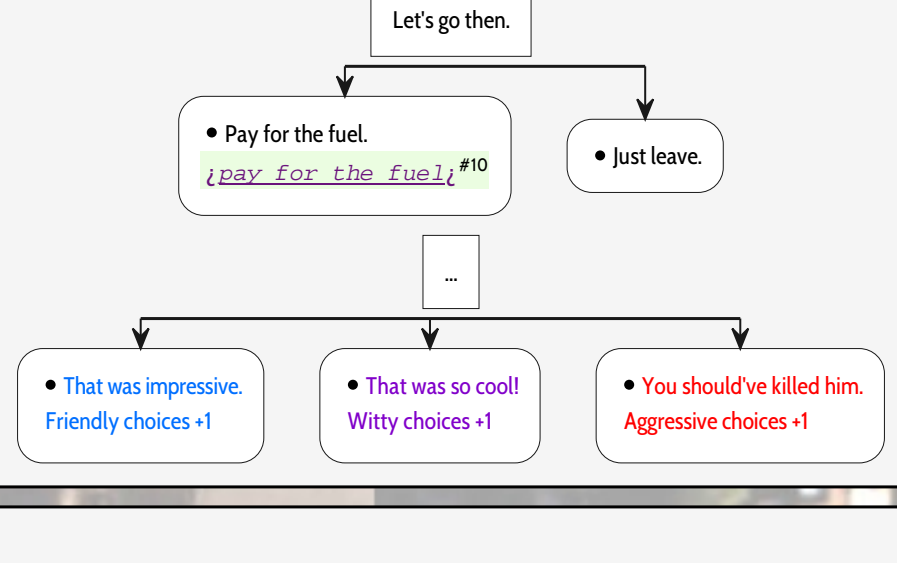 Let's go then.
• Pay for the fuel.
¿pay for the fuel¿#10
• Just leave.
...
• That was impressive.
Friendly choices +1
• That was so cool!
Witty choices +1
• You should've killed him.
Aggressive choices +1